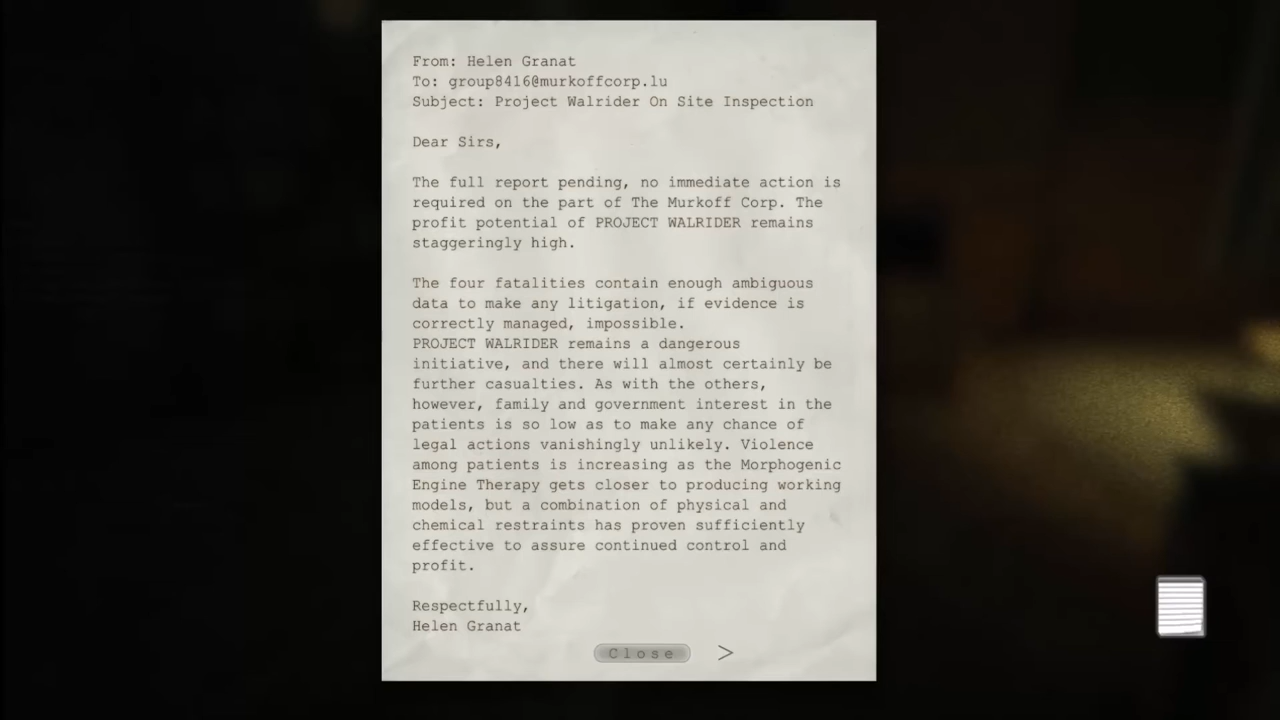 From: Helen Granat
To: group8416@murkoffcorp.lu
Subject: Project Walrider On Site Inspection
Dear Sirs,
The full report pending, no immediate action is
required on the part of The Murkoff Corp. The
profit potential of PROJECT WALRIDER remains
staggeringly high.
The four fatalities contain enough ambiguous
data to make any litigation, if evidence is
correctly managed, impossible.
PROJECT WALRIDER remains a dangerous
initiative, and there will almost certainly be
further casualties. As with the others,
however, family and government interest in the
patients is so low as to make any chance of
legal actions vanishingly unlikely. Violence
among patients is increasing as the Morphogenic
Engine Therapy gets closer to producing working
models, but a combination of physical and
chemical restraints has proven sufficiently
effective to assure continued control and
profit.
Respectfully,
Helen Granat
Close >